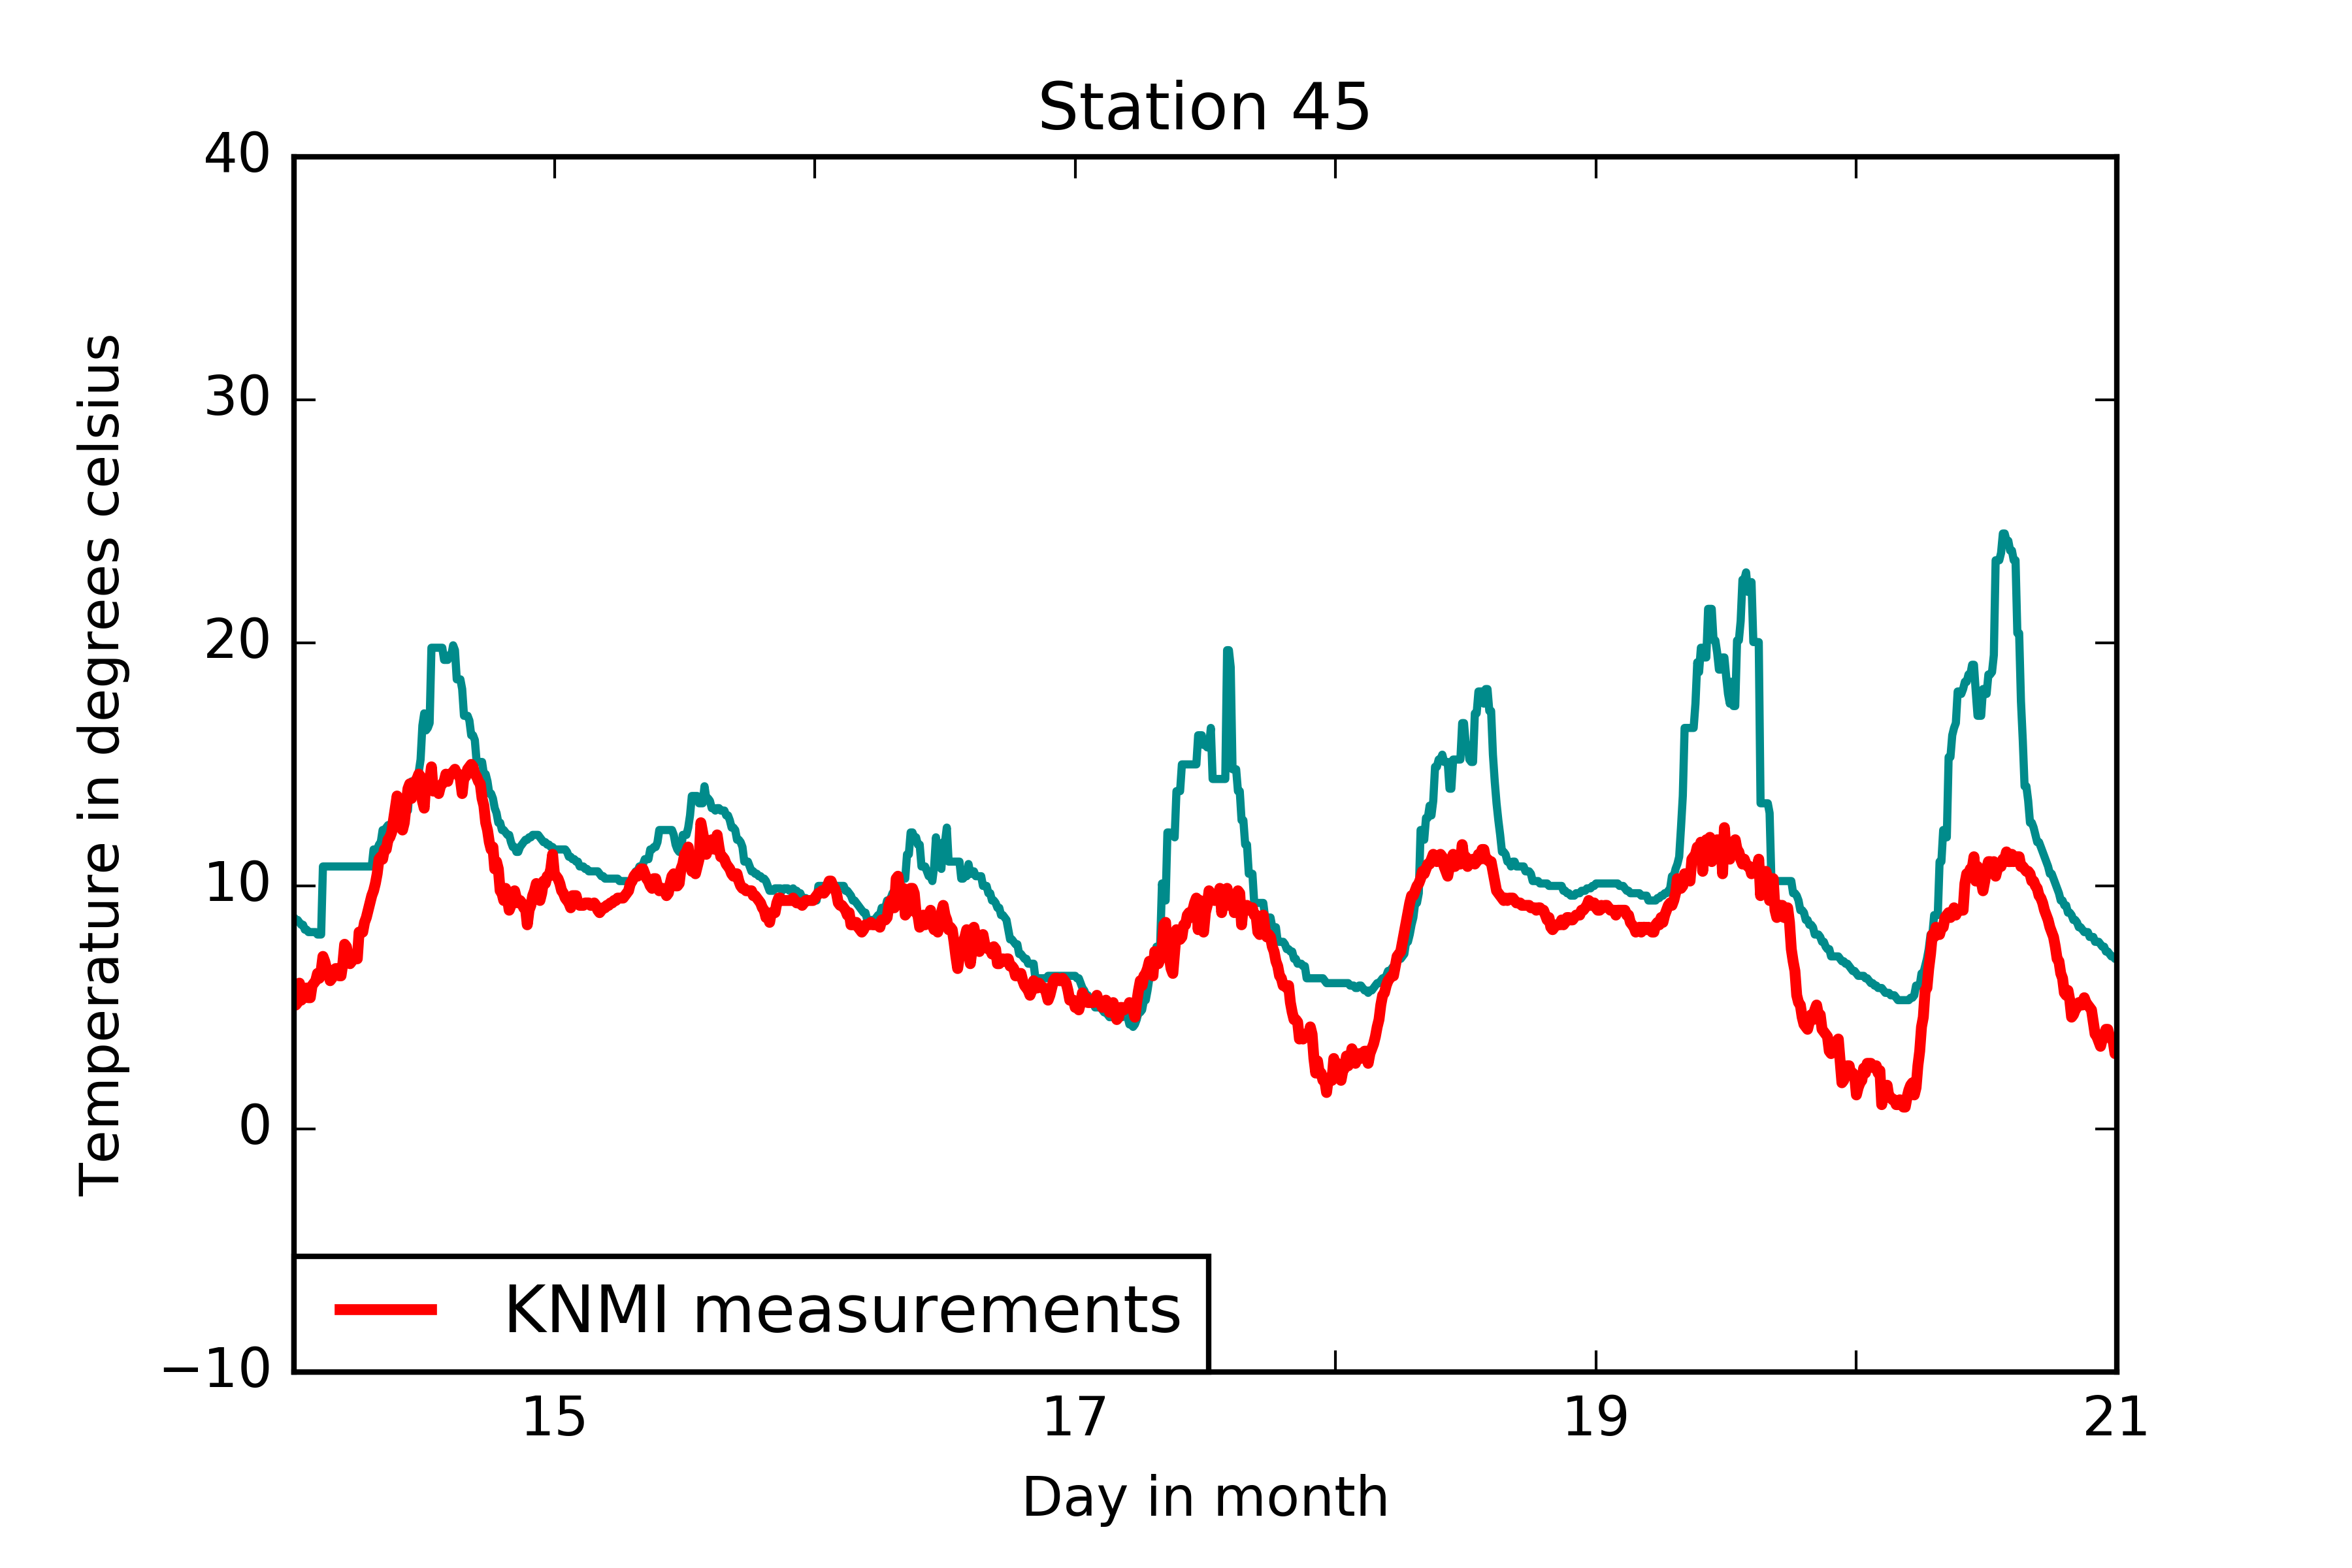 Station 45
Temperature in degrees celsius
40
30
20
10
0
−10
KNMI measurements
15
17
19
21
Day in month